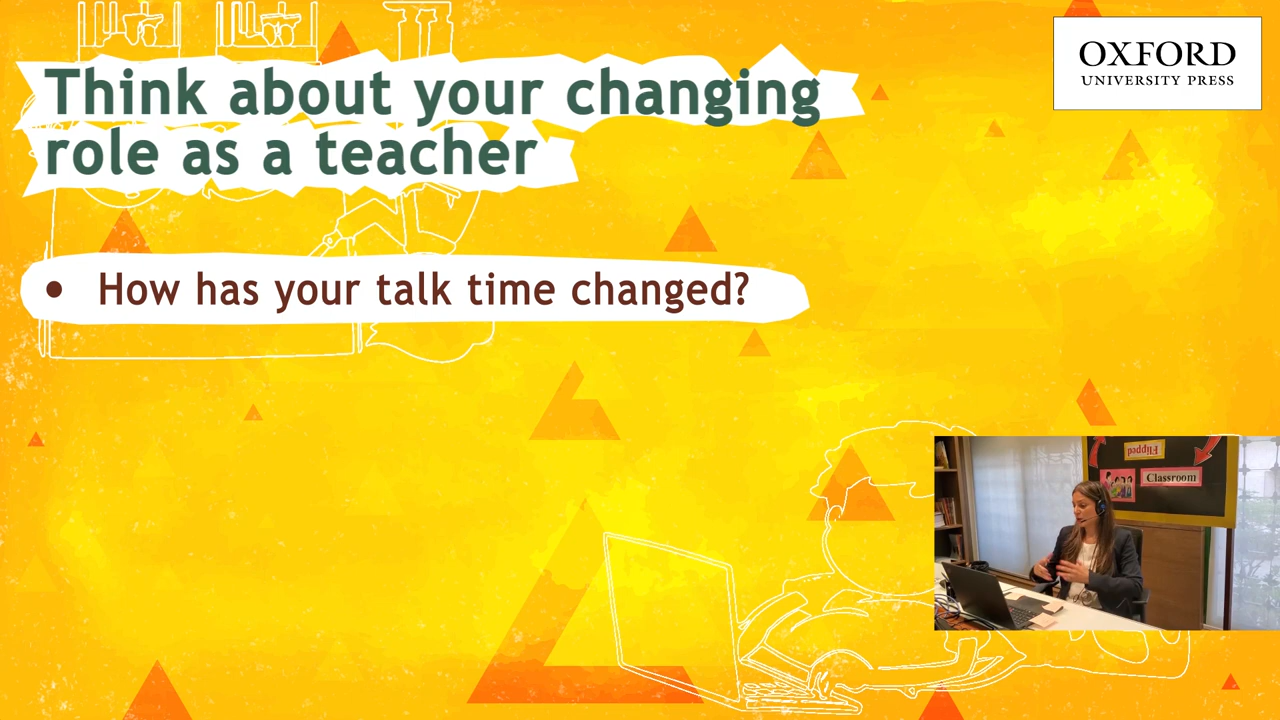 Think about your changing
role as a teacher
OXFORD
UNIVERSITY PRESS
• How has your talk time changed?
Flipped
Classroom